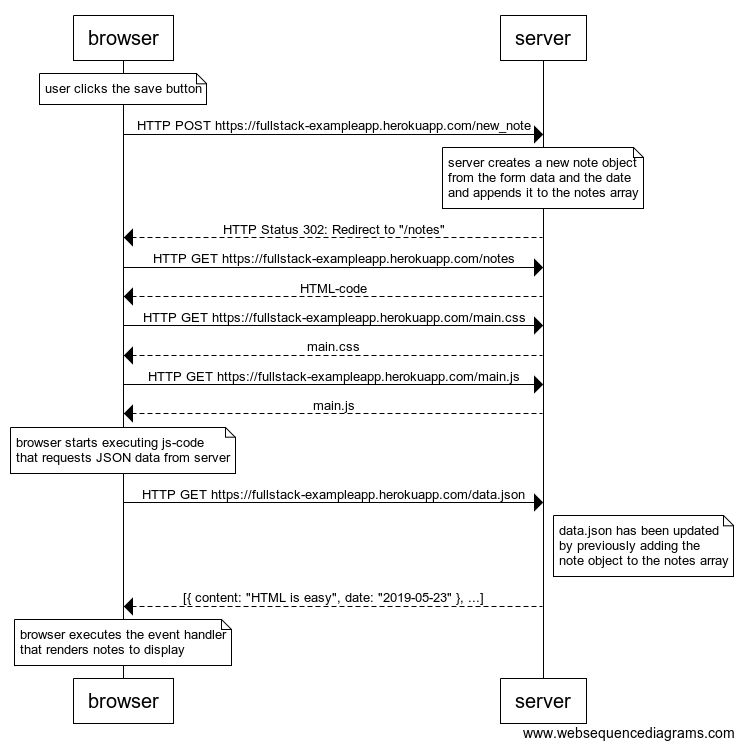 browser
server
user clicks the save button
HTTP POST https://fullstack-exampleapp.herokuapp.com/new_note
server creates a new note object
from the form data and the date
and appends it to the notes array
HTTP Status 302: Redirect to "/notes"
HTTP GET https://fullstack-exampleapp.herokuapp.com/notes
HTML-code
HTTP GET https://fullstack-exampleapp.herokuapp.com/main.css
main.css
HTTP GET https://fullstack-exampleapp.herokuapp.com/main.js
main.js
browser starts executing js-code
that requests JSON data from server
HTTP GET https://fullstack-exampleapp.herokuapp.com/data.json
data.json has been updated
by previously adding the
note object to the notes array
[{ content: "HTML is easy", date: "2019-05-23" }, ...]
browser executes the event handler
that renders notes to display
browser
server
www.websequencediagrams.com